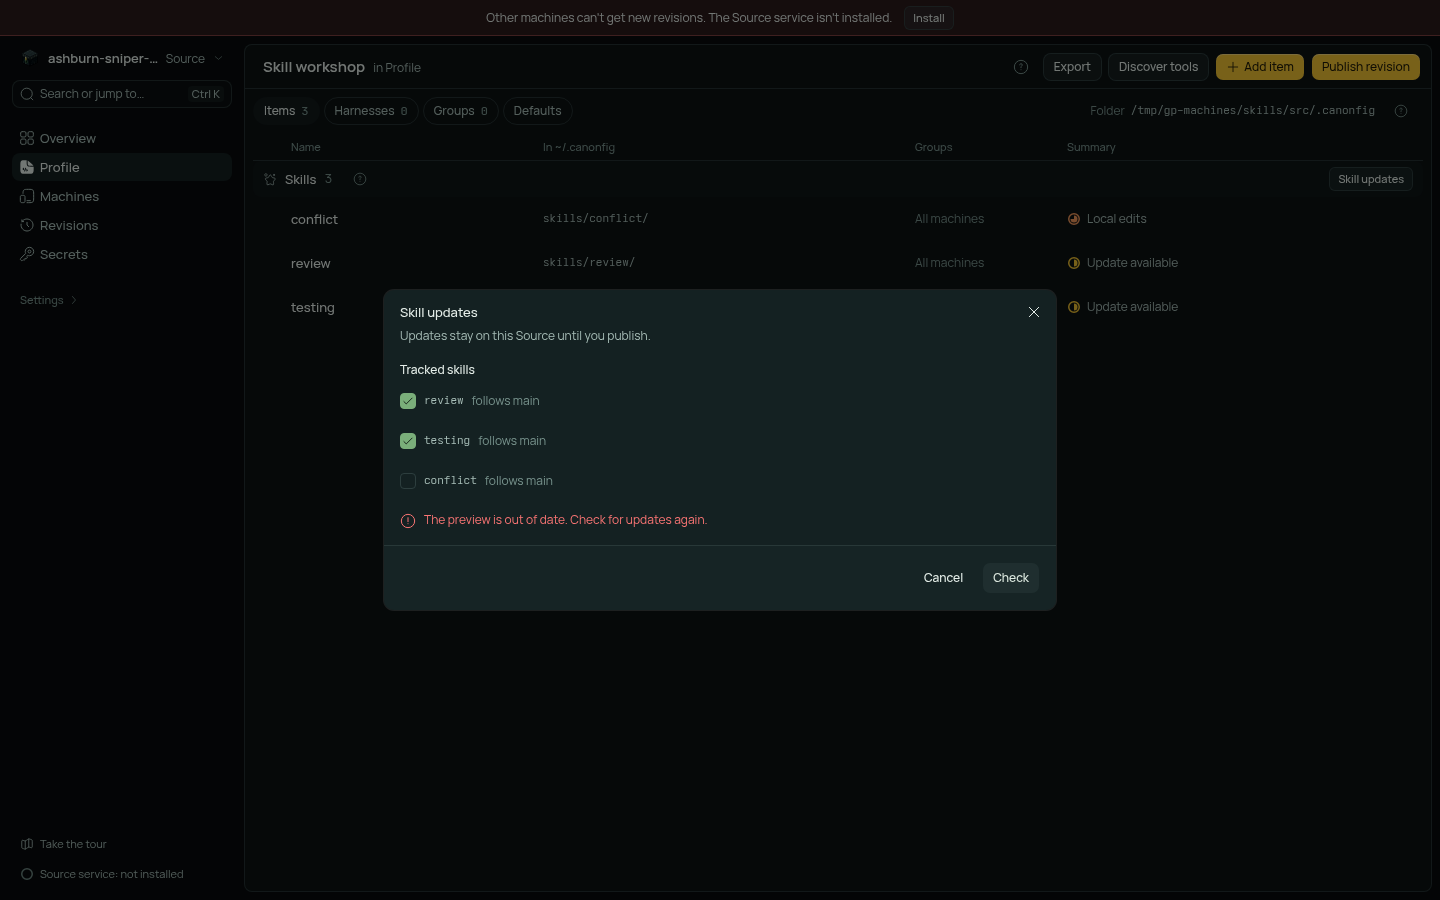 Other machines can't get new revisions. The Source service isn't installed. Install
ashburn-sniper-... Source
Search or jump to... Ctrl K
Overview
Profile
Machines
Revisions
Secrets
Settings
Take the tour
Source service: not installed
Skill workshop in Profile
Export Discover tools Add item Publish revision
Items 3 Harnesses 0 Groups 0 Defaults
Folder /tmp/gp-machines/skills/src/.canonfig
Name In ~/.canonfig Groups Summary
Skills 3 Skill updates
conflict skills/conflict/ All machines Local edits
review skills/review/ All machines Update available
testing Update available
Skill updates
Updates stay on this Source until you publish.
Tracked skills
review follows main
testing follows main
conflict follows main
The preview is out of date. Check for updates again.
Cancel Check